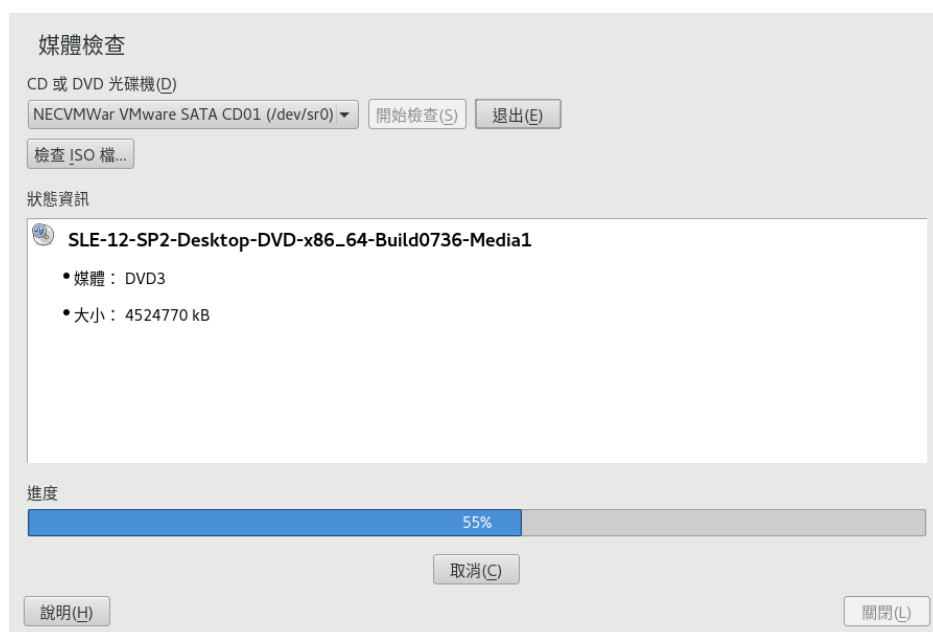 媒體檢查
CD 或 DVD 光碟機(D)
NECVMWar VMware SATA CD01 (/dev/sr0) 開始檢查(S) 退出(E)
檢查 ISO 檔...
狀態資訊
SLE-12-SP2-Desktop-DVD-x86_64-Build0736-Media1
•媒體： DVD3
•大小： 4524770 kB
進度
55%
取消(C)
說明(H) 關閉(L)